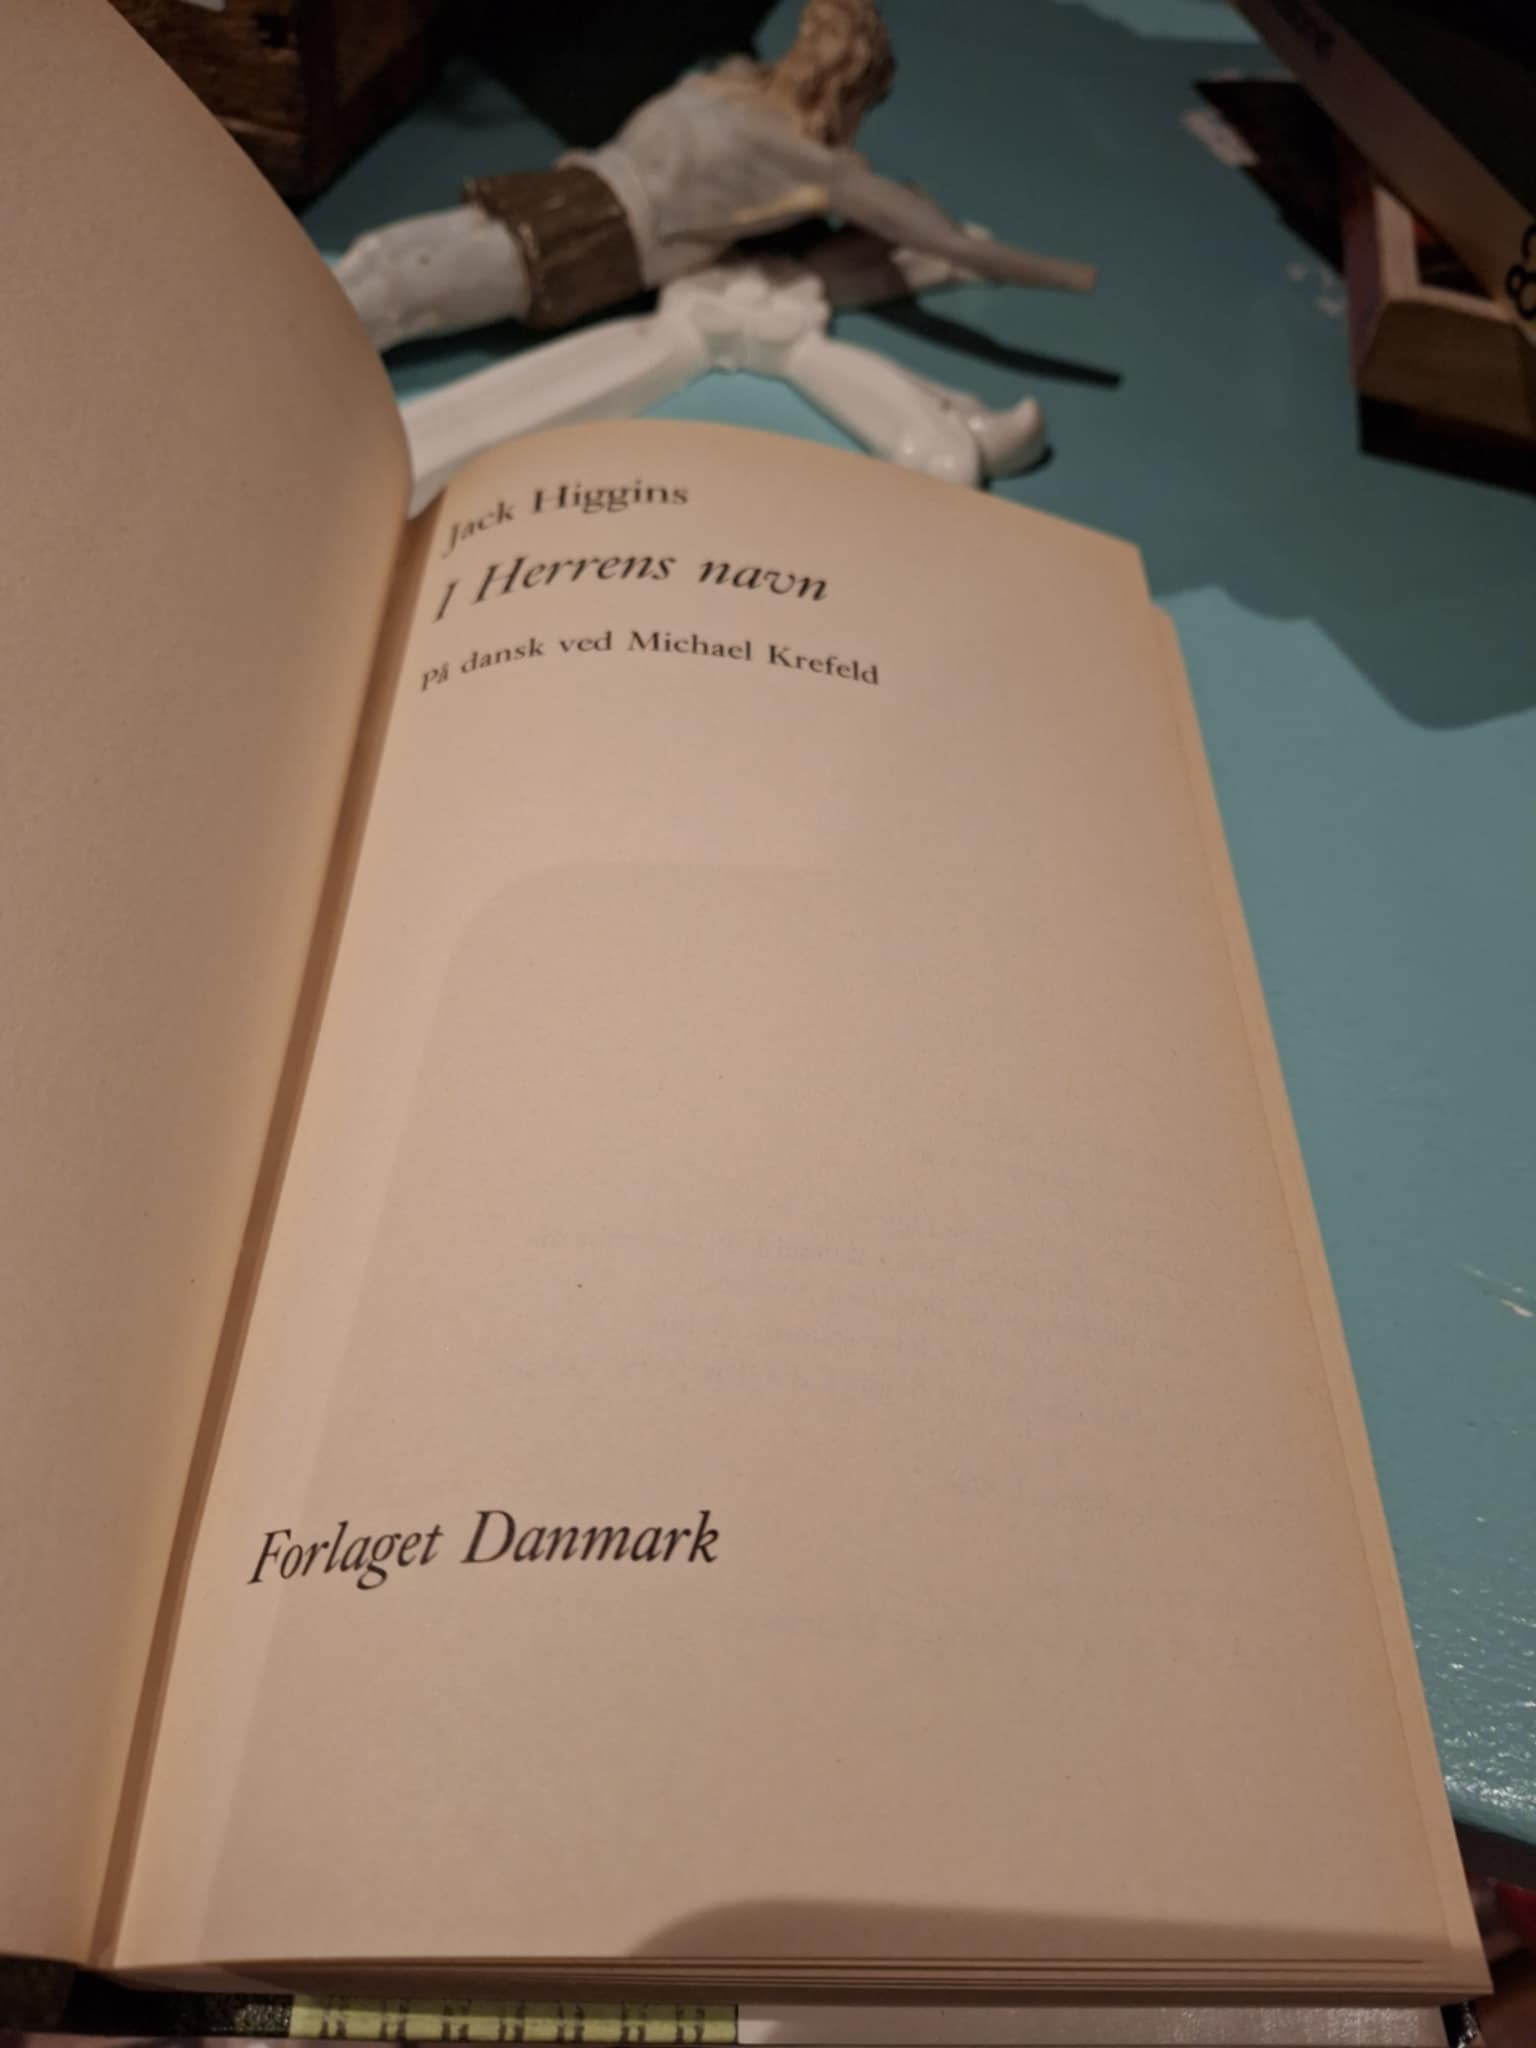 Jack Higgins
I Herrens navn
På dansk ved Michael Krefeld
Forlaget Danmark